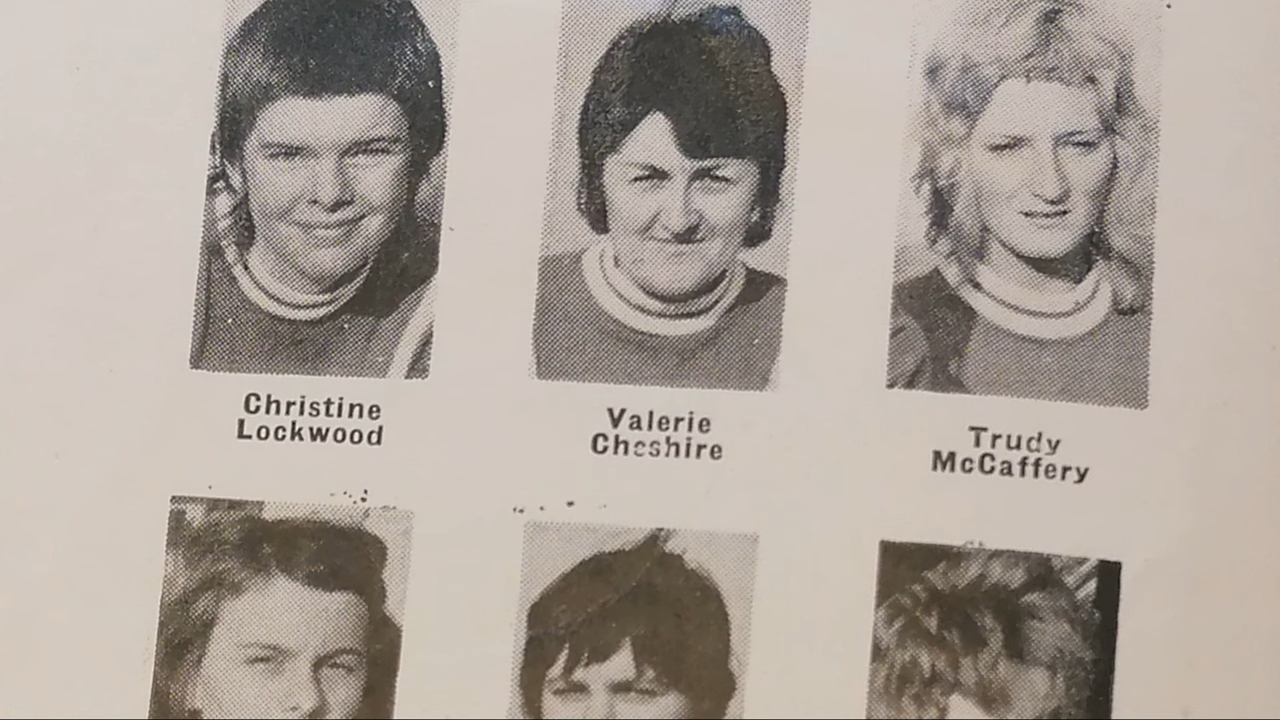 Christine
Lockwood
Valerie
Cheshire
Trudy
McCaffery